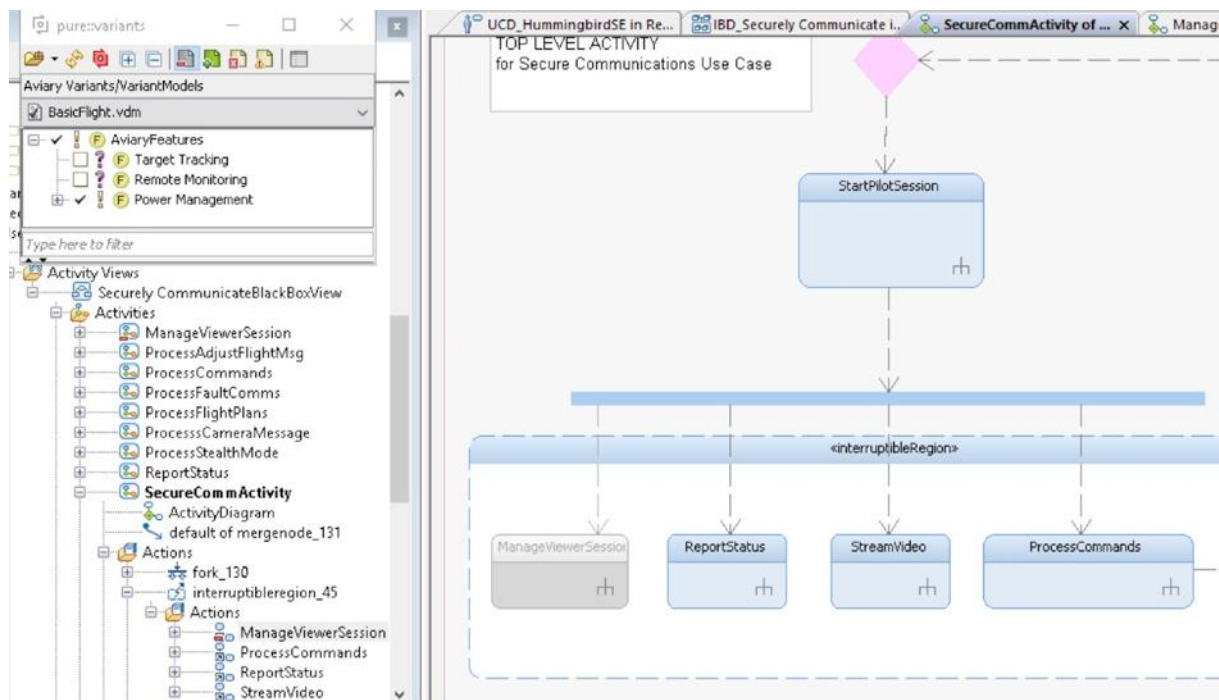 pure::variants
Aviary Variants/VariantModels
BasicFlight.vdm
AviaryFeatures
Target Tracking
Remote Monitoring
Power Management
Type here to filter
Activity Views
Securely CommunicateBlackBoxView
Activities
ManageViewerSession
ProcessAdjustFlightMsg
ProcessCommands
ProcessFaultComms
ProcessFlightPlans
ProcesssCameraMessage
ProcessStealthMode
ReportStatus
SecureCommActivity
ActivityDiagram
default of mergenode_131
Actions
fork_130
interruptibleregion_45
Actions
ManageViewerSession
ProcessCommands
ReportStatus
StreamVideo
UCD_HummingbirdSE in Re...
IBD_Securely Communicate i...
SecureCommActivity of ...
Manag
TOP LEVEL ACTIVITY
for Secure Communications Use Case
StartPilotSession
«interruptibleRegion»
ManageViewerSession
ReportStatus
StreamVideo
ProcessCommands